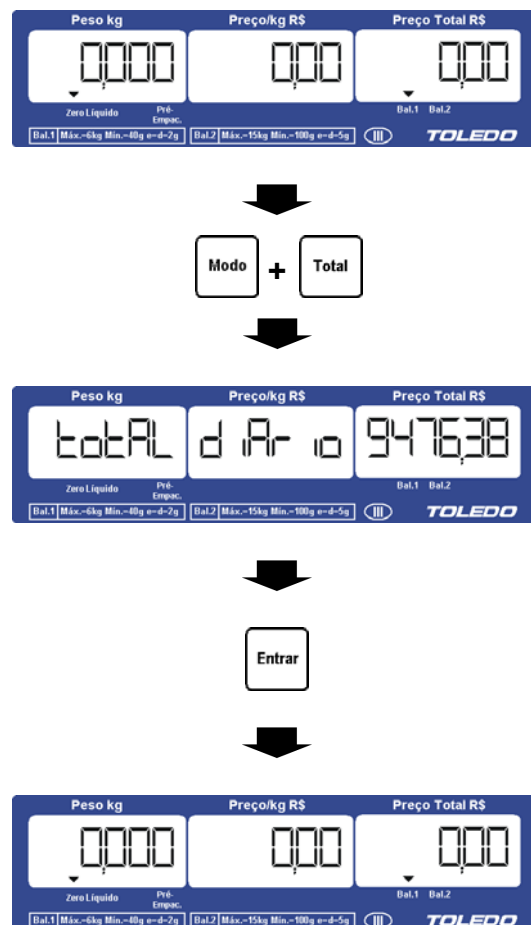 Peso kg Preço/kg R$ Preço Total R$
0,000 0,00 0,00
Zero Líquido Pré-Empac. Bal.1 Bal.2
Bal.1 Máx.=6kg Mín.=40g e=d=2g Bal.2 Máx.=15kg Mín.=100g e=d=5g III TOLEDO
Modo + Total
Peso kg Preço/kg R$ Preço Total R$
totAL diArio 9476,38
Zero Líquido Pré-Empac. Bal.1 Bal.2
Bal.1 Máx.=6kg Mín.=40g e=d=2g Bal.2 Máx.=15kg Mín.=100g e=d=5g III TOLEDO
Entrar
Peso kg Preço/kg R$ Preço Total R$
0,000 0,00 0,00
Zero Líquido Pré-Empac. Bal.1 Bal.2
Bal.1 Máx.=6kg Mín.=40g e=d=2g Bal.2 Máx.=15kg Mín.=100g e=d=5g III TOLEDO